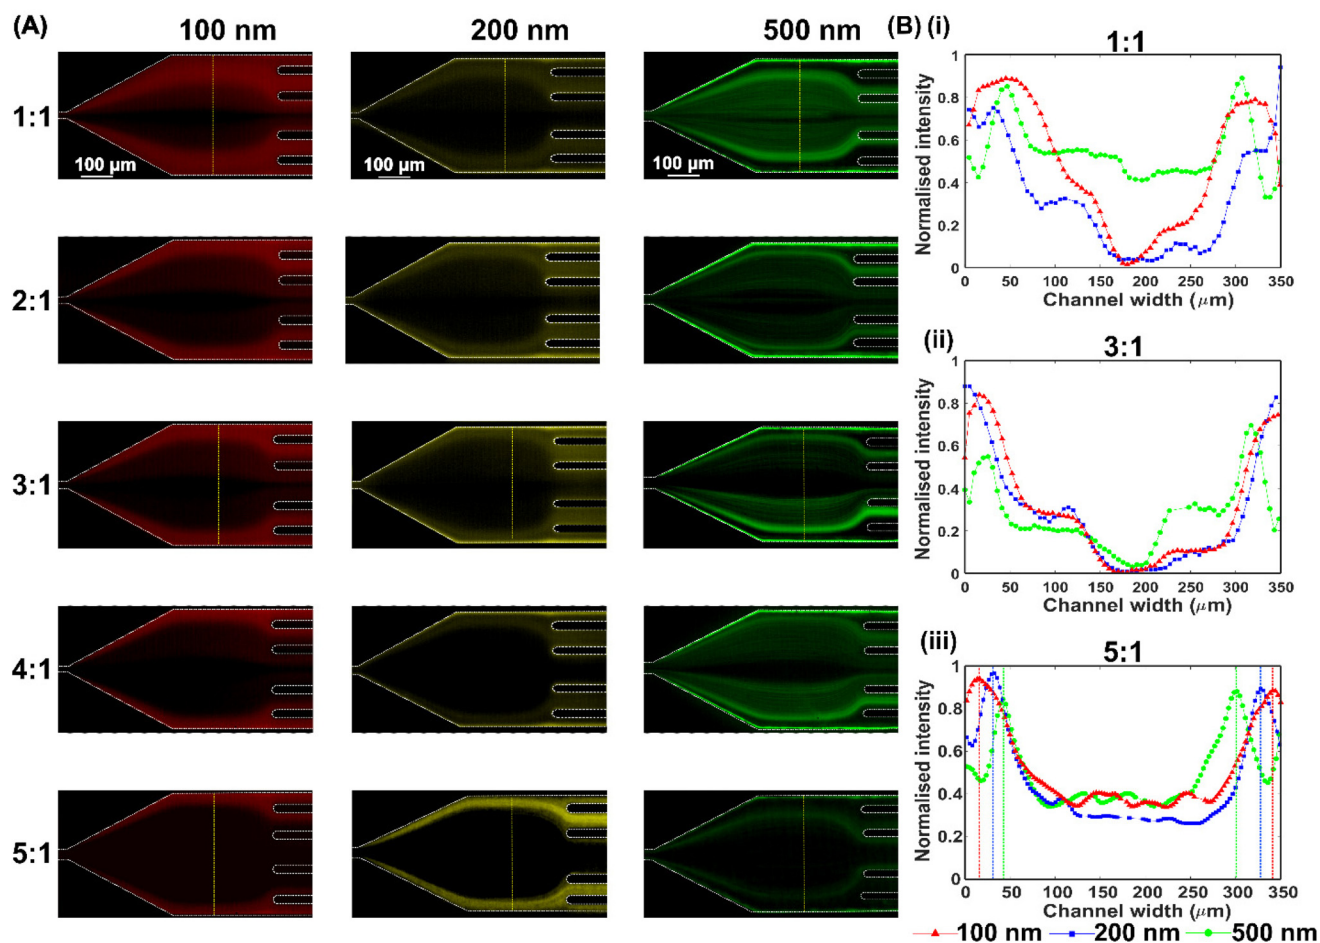 (A)
100 nm
200 nm
500 nm
1:1
100 µm
100 µm
100 µm
2:1
3:1
4:1
5:1
(B) (i)
1:1
Normalised intensity
1
0.8
0.6
0.4
0.2
0
0 50 100 150 200 250 300 350
Channel width (µm)
(ii)
3:1
Normalised intensity
1
0.8
0.6
0.4
0.2
0
0 50 100 150 200 250 300 350
Channel width (µm)
(iii)
5:1
Normalised intensity
1
0.8
0.6
0.4
0.2
0
0 50 100 150 200 250 300 350
Channel width (µm)
100 nm 200 nm 500 nm